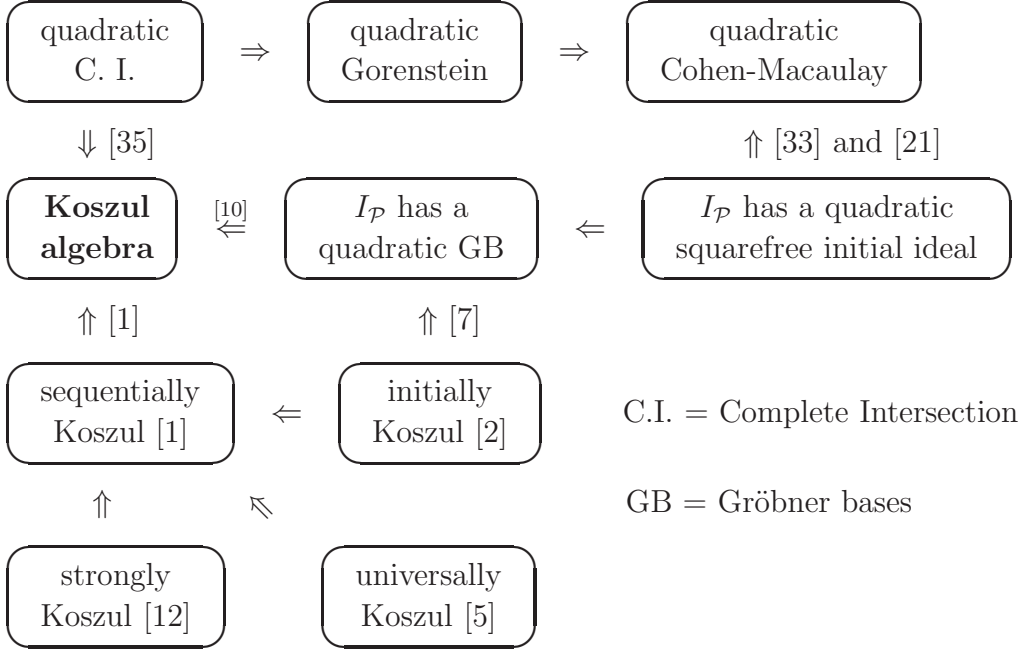 quadratic
C. I.
⇒
quadratic
Gorenstein
⇒
quadratic
Cohen-Macaulay
⇓ [35]
⇑ [33] and [21]
Koszul
algebra
[10]
⇐
I_P has a
quadratic GB
⇐
I_P has a quadratic
squarefree initial ideal
⇑ [1]
⇑ [7]
sequentially
Koszul [1]
⇐
initially
Koszul [2]
C.I. = Complete Intersection
⇑
⇖
GB = Gröbner bases
strongly
Koszul [12]
universally
Koszul [5]